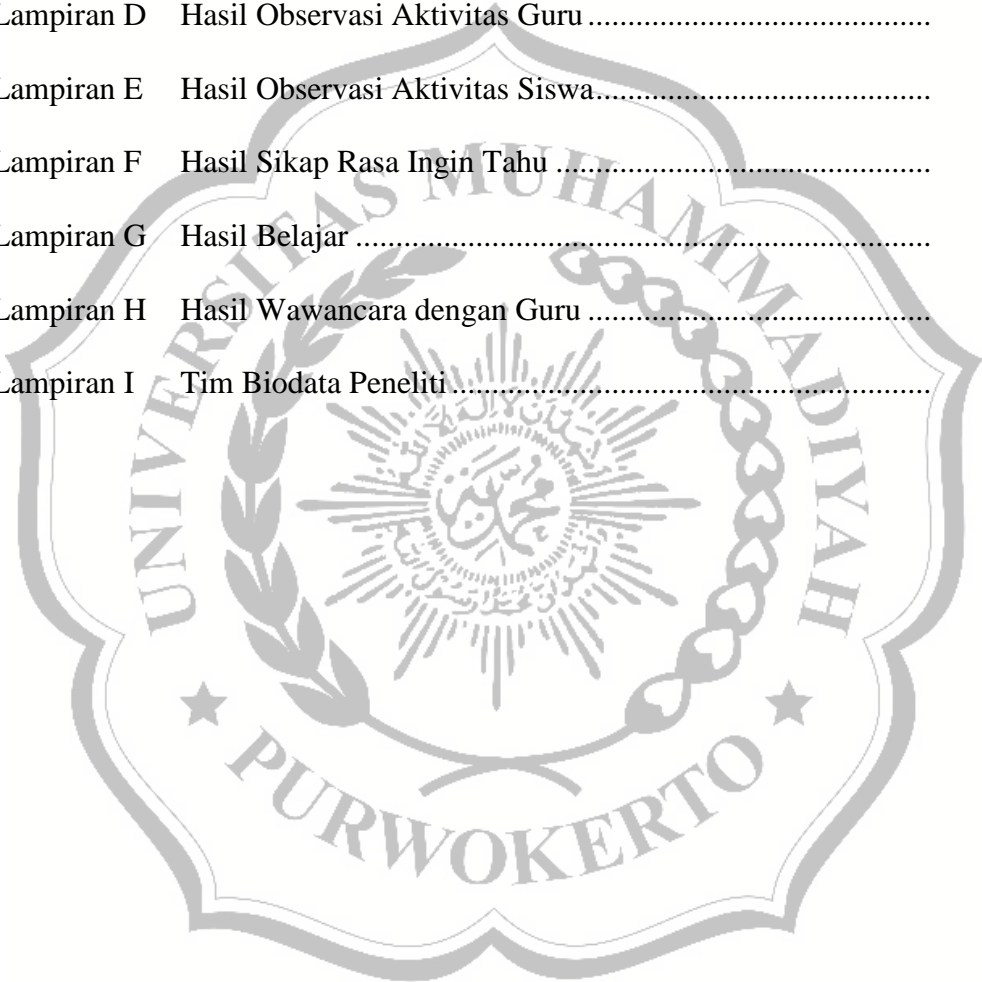 Lampiran D Hasil Observasi Aktivitas Guru ..........................................
Lampiran E Hasil Observasi Aktivitas Siswa.........................................
Lampiran F Hasil Sikap Rasa Ingin Tahu ..............................................
Lampiran G Hasil Belajar .......................................................................
Lampiran H Hasil Wawancara dengan Guru ..........................................
Lampiran I Tim Biodata Peneliti ...........................................................
UNIVERSITAS MUHAMMADIYAH
PURWOKERTO